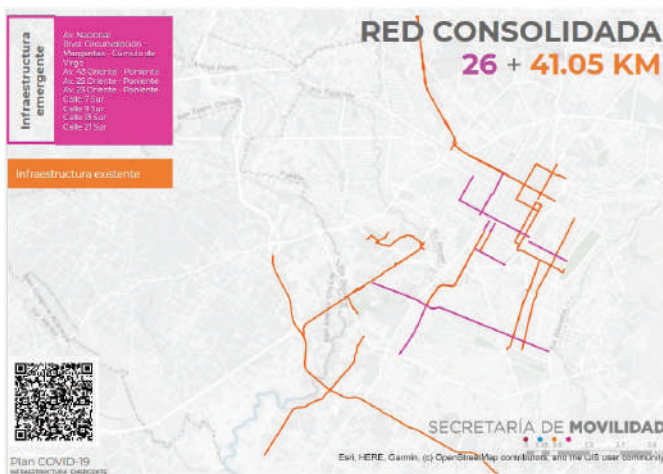 RED CONSOLIDADA
26 + 41.05 KM
Infraestructura
emergente
Av. Nacional
Blvd. Circunvalación -
Margaritas - Cúmulo de
Virgo
Av. 43 Oriente - Poniente
Av. 25 Oriente - Poniente
Av. 23 Oriente - Poniente
Calle 7 Sur
Calle 9 Sur
Calle 13 Sur
Calle 21 Sur
Infraestructura existente
SECRETARÍA DE MOVILIDAD
Plan COVID-19
INFRAESTRUCTURA EMERGENTE
Esri, HERE, Garmin, (c) OpenStreetMap contributors, and the GIS user community